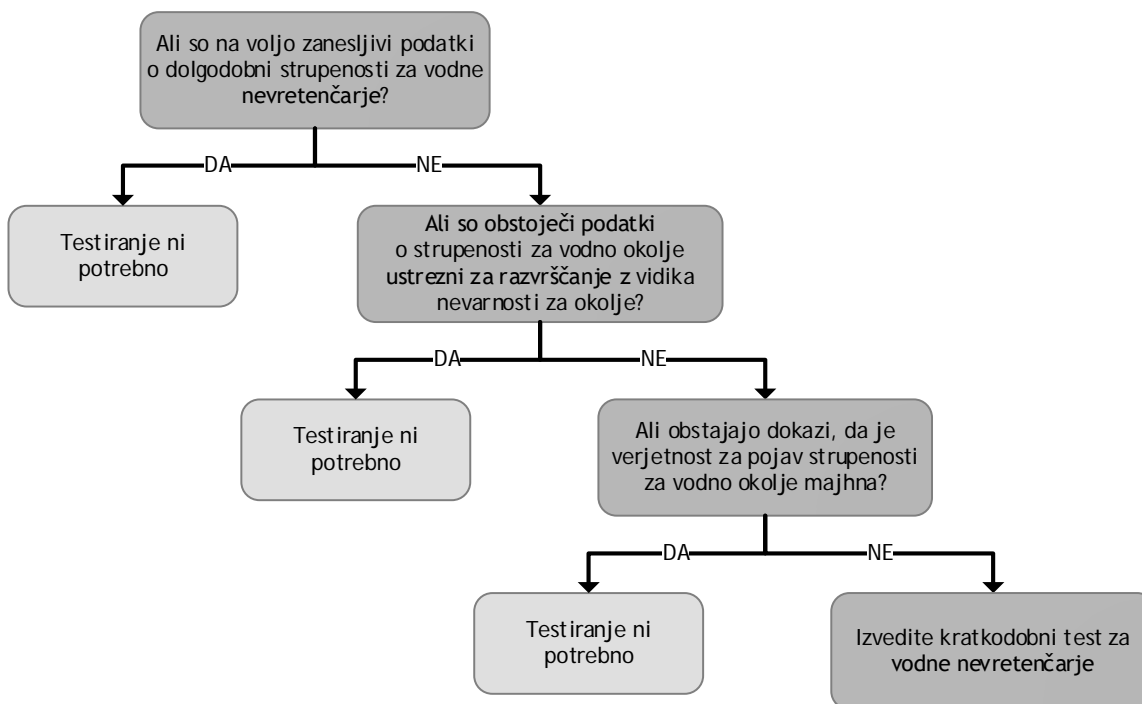 Ali so na voljo zanesljivi podatki
o dolgodobni strupenosti za vodne
nevretenčarje?
DA
NE
Testiranje ni
potrebno
Ali so obstoječi podatki
o strupenosti za vodno okolje
ustrezni za razvrščanje z vidika
nevarnosti za okolje?
DA
NE
Testiranje ni
potrebno
Ali obstajajo dokazi, da je
verjetnost za pojav strupenosti
za vodno okolje majhna?
DA
NE
Testiranje ni
potrebno
Izvedite kratkodobni test za
vodne nevretenčarje